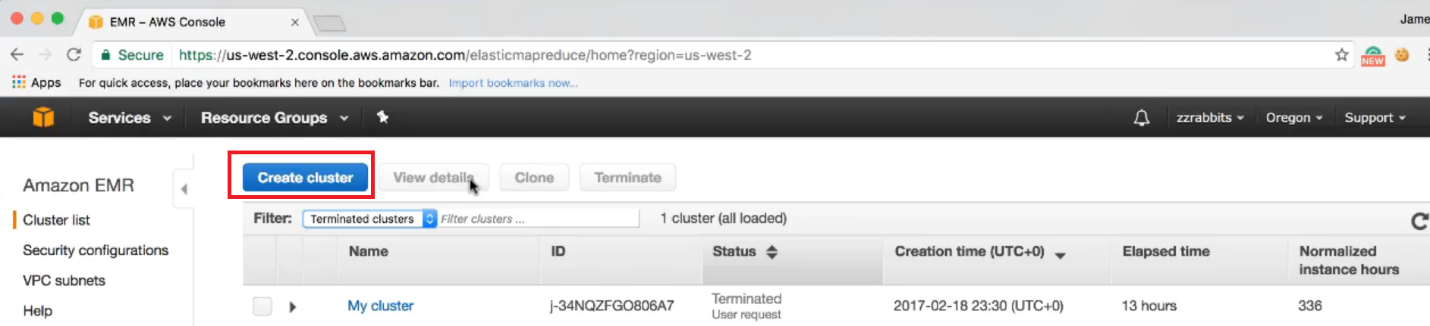 EMR – AWS Console
Jame
Secure https://us-west-2.console.aws.amazon.com/elasticmapreduce/home?region=us-west-2
NEW
Apps For quick access, place your bookmarks here on the bookmarks bar. Import bookmarks now...
Services Resource Groups zzrabbits Oregon Support
Create cluster View details Clone Terminate
Amazon EMR
Cluster list
Security configurations
VPC subnets
Help
Filter: Terminated clusters Filter clusters ... 1 cluster (all loaded)
Name ID Status Creation time (UTC+0) Elapsed time Normalized
instance hours
My cluster j-34NQZFGO806A7 Terminated 2017-02-18 23:30 (UTC+0) 13 hours 336
User request